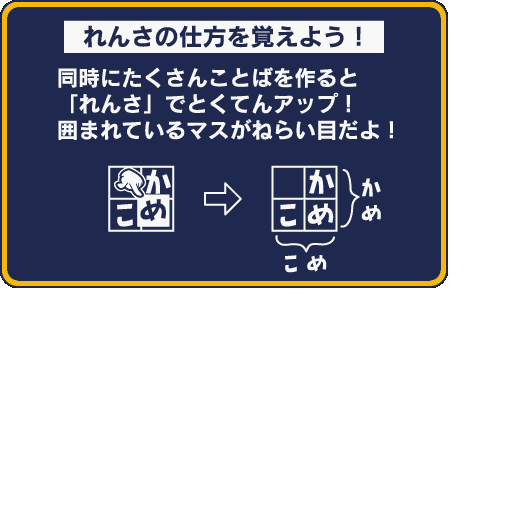 れんさの仕方を覚えよう！
同時にたくさんことばを作ると
「れんさ」でとくてんアップ！
囲まれているマスがねらい目だよ！
か
こめ
か
こめ
かめ
こめ